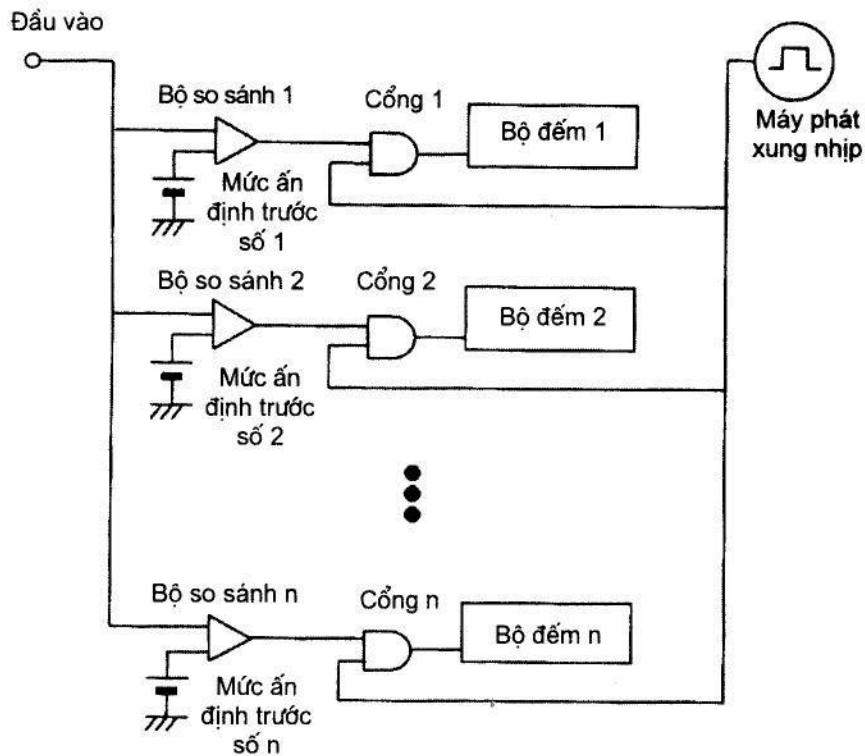 Đầu vào
Bộ so sánh 1
Cổng 1
Bộ đếm 1
Máy phát
xung nhịp
Mức ấn
định trước
số 1
Bộ so sánh 2
Cổng 2
Bộ đếm 2
Mức ấn
định trước
số 2
Bộ so sánh n
Cổng n
Bộ đếm n
Mức ấn
định trước
số n